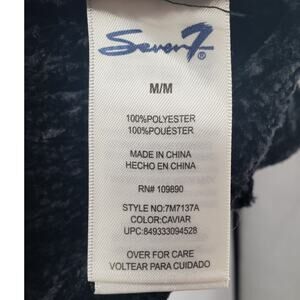 Seven7®
M/M
100%POLYESTER
100%POUÉSTER
MADE IN CHINA
HECHO EN CHINA
RN# 109890
STYLE NO:7M7137A
COLOR:CAVIAR
UPC:849333094528
OVER FOR CARE
VOLTEAR PARA CUIDADO